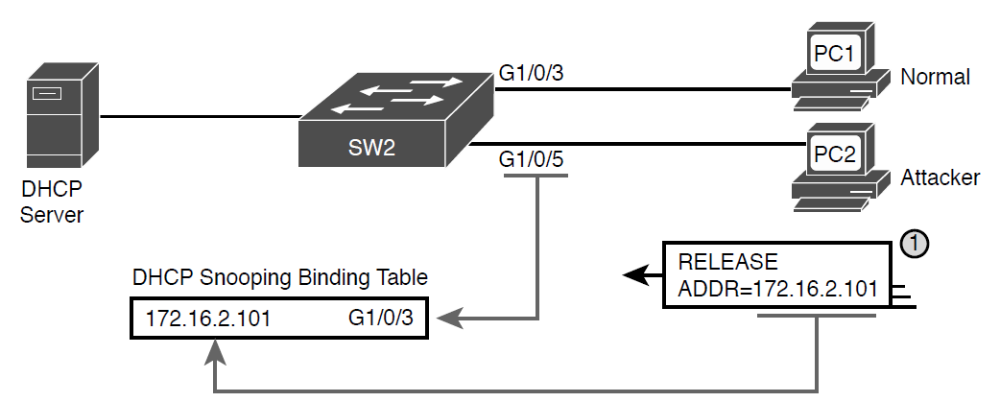 G1/0/3
PC1
Normal
SW2
G1/0/5
PC2
Attacker
DHCP
Server
1
RELEASE
ADDR=172.16.2.101
DHCP Snooping Binding Table
172.16.2.101 G1/0/3